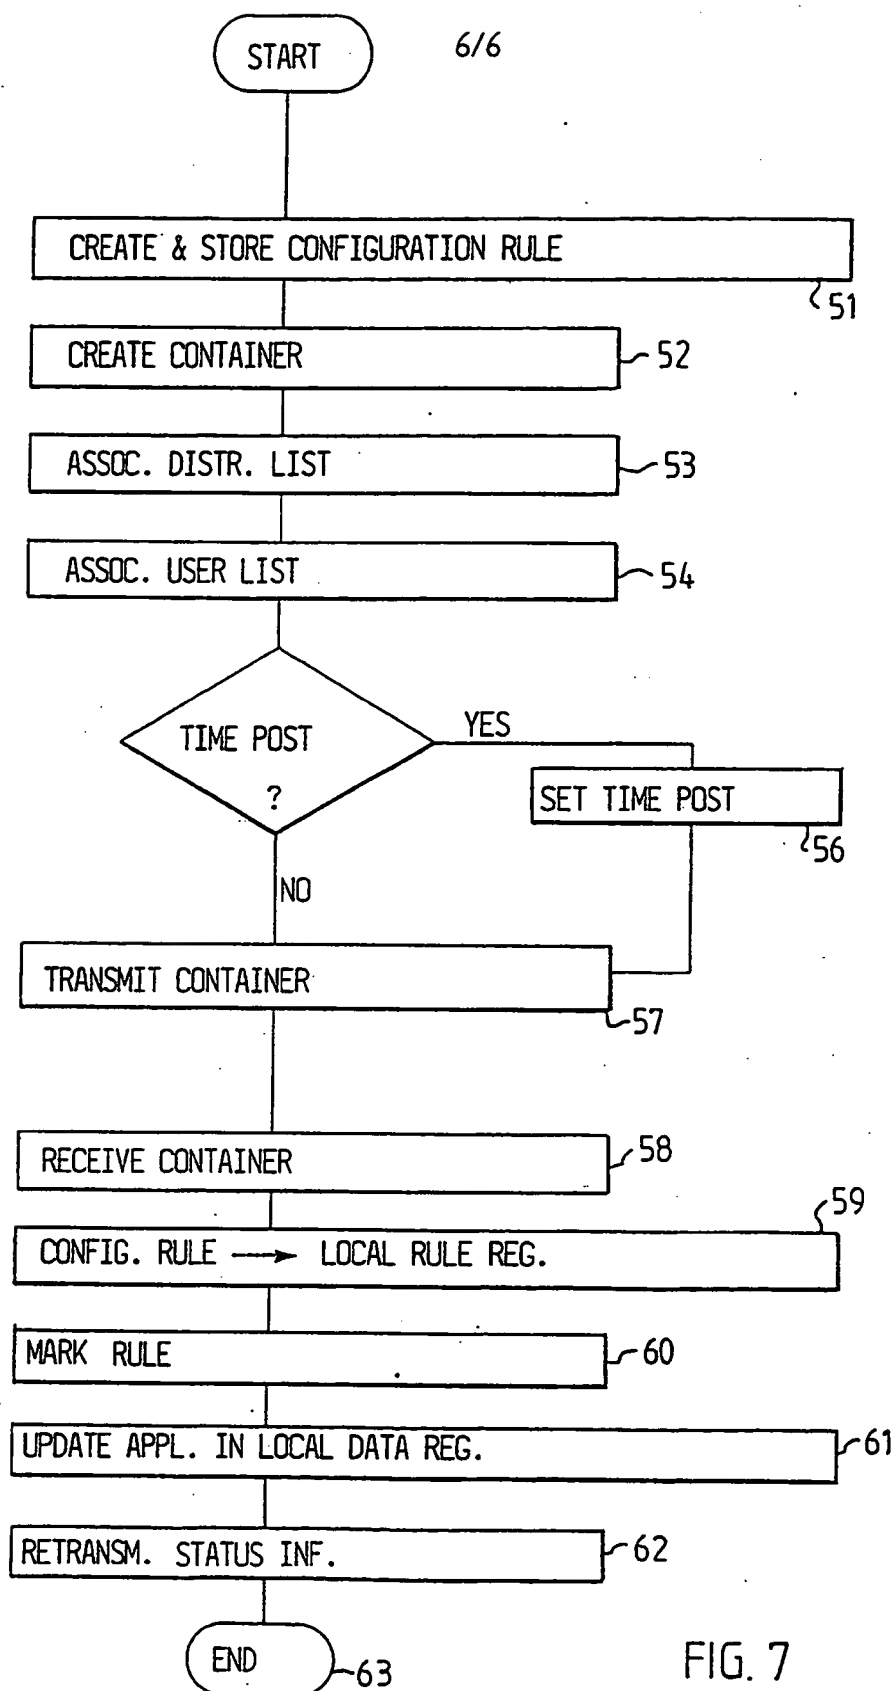 START
6/6
CREATE & STORE CONFIGURATION RULE
51
CREATE CONTAINER
52
ASSOC. DISTR. LIST
53
ASSOC. USER LIST
54
TIME POST
?
YES
SET TIME POST
56
NO
TRANSMIT CONTAINER
57
RECEIVE CONTAINER
58
59
CONFIG. RULE → LOCAL RULE REG.
MARK RULE
60
UPDATE APPL. IN LOCAL DATA REG.
61
RETRANSM. STATUS INF.
62
END
63
FIG. 7